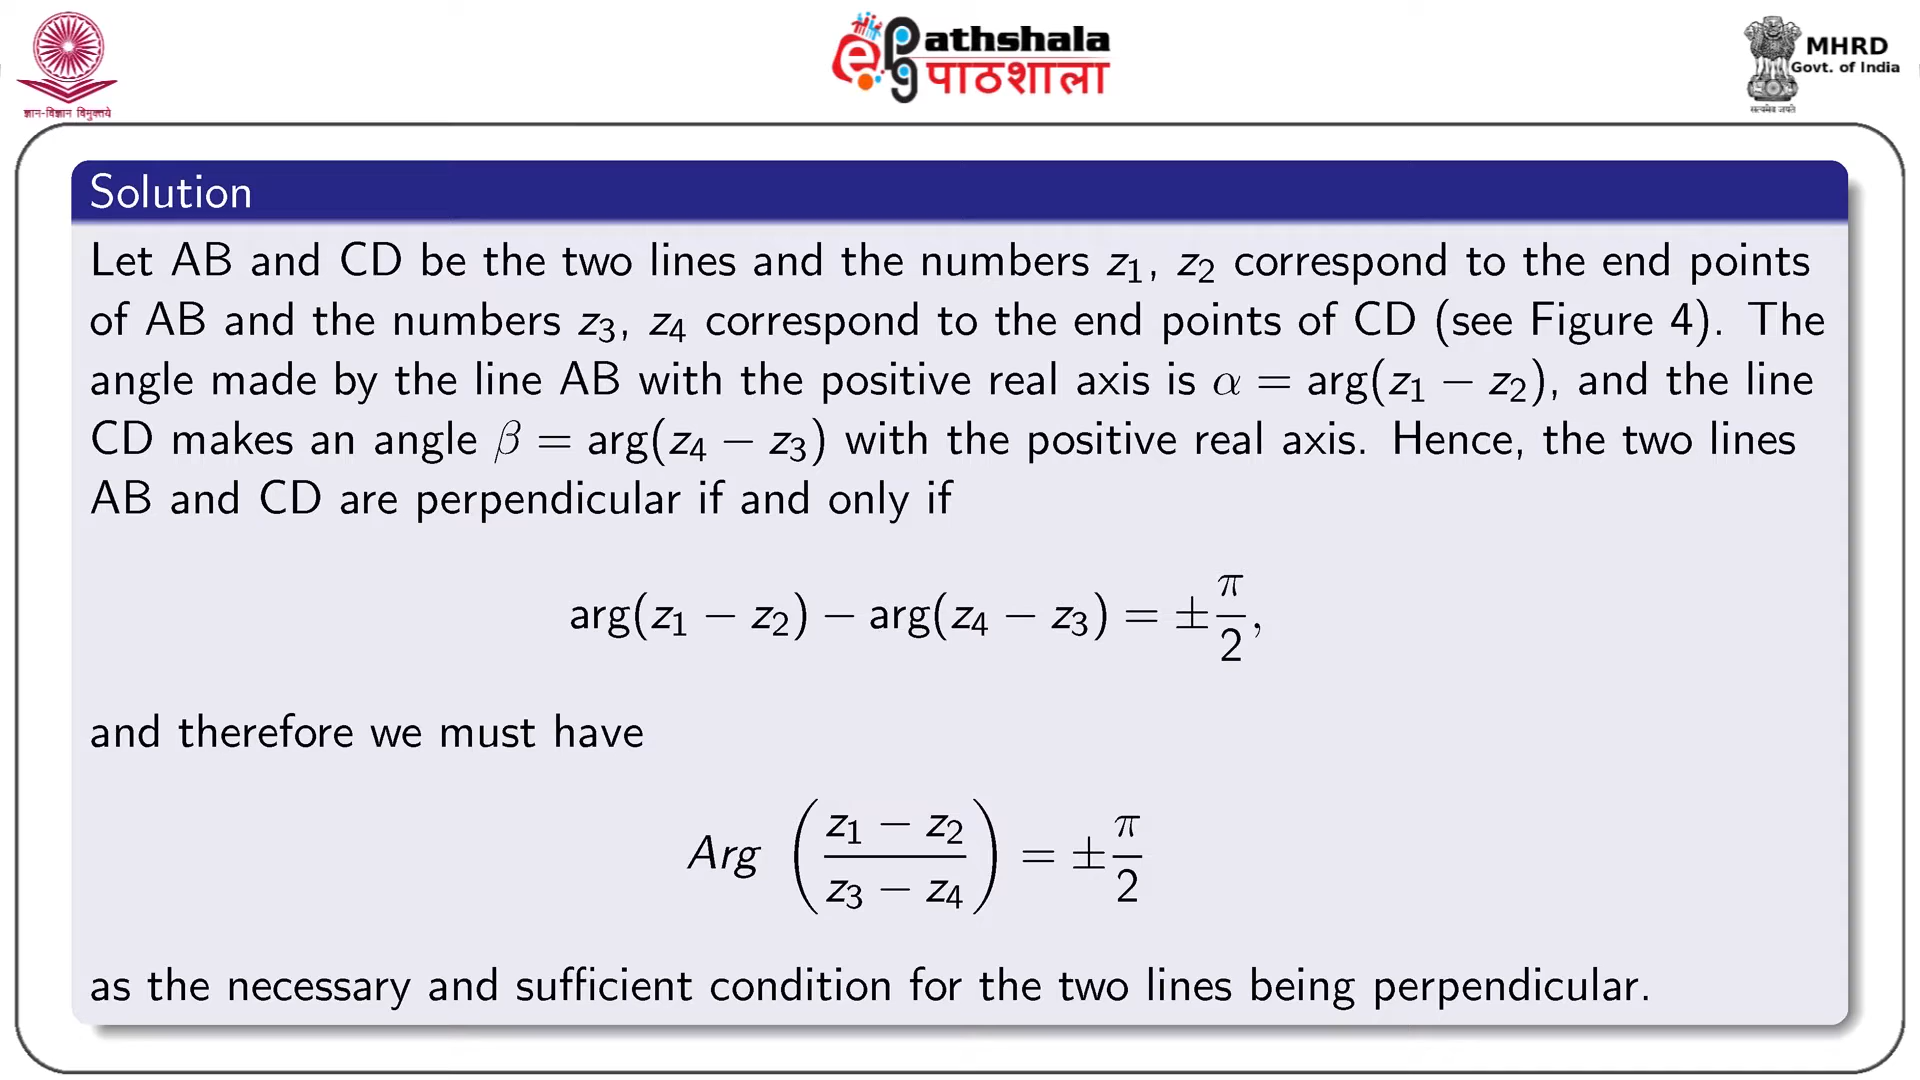 ज्ञान-विज्ञान विमुक्तये
ePathshala
पाठशाला
MHRD
Govt. of India
सत्यमेव जयते
Solution
Let AB and CD be the two lines and the numbers z₁, z₂ correspond to the end points
of AB and the numbers z₃, z₄ correspond to the end points of CD (see Figure 4). The
angle made by the line AB with the positive real axis is α = arg(z₁ − z₂), and the line
CD makes an angle β = arg(z₄ − z₃) with the positive real axis. Hence, the two lines
AB and CD are perpendicular if and only if
arg(z₁ − z₂) − arg(z₄ − z₃) = ±π/2,
and therefore we must have
Arg ((z₁ − z₂)/(z₃ − z₄)) = ±π/2
as the necessary and sufficient condition for the two lines being perpendicular.